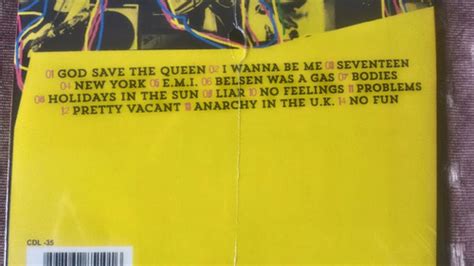 01 GOD SAVE THE QUEEN 02 I WANNA BE ME 03 SEVENTEEN
04 NEW YORK 05 E.M.I. 06 BELSEN WAS A GAS 07 BODIES
08 HOLIDAYS IN THE SUN 09 LIAR 10 NO FEELINGS 11 PROBLEMS
12 PRETTY VACANT 13 ANARCHY IN THE U.K. 14 NO FUN
CDL -35